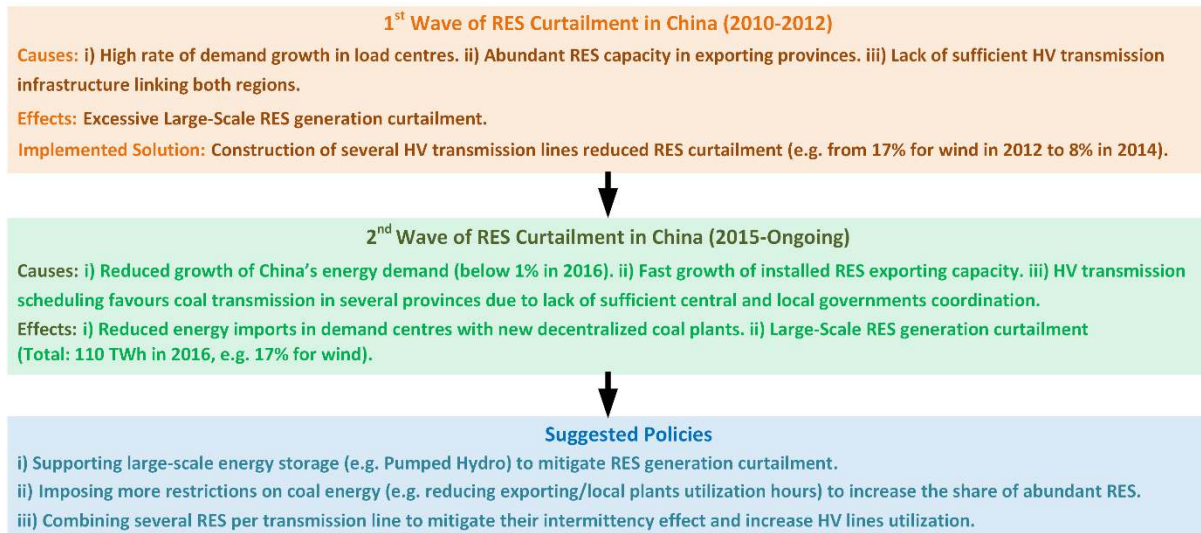 1st Wave of RES Curtailment in China (2010-2012)
Causes: i) High rate of demand growth in load centres. ii) Abundant RES capacity in exporting provinces. iii) Lack of sufficient HV transmission
infrastructure linking both regions.
Effects: Excessive Large-Scale RES generation curtailment.
Implemented Solution: Construction of several HV transmission lines reduced RES curtailment (e.g. from 17% for wind in 2012 to 8% in 2014).
2nd Wave of RES Curtailment in China (2015-Ongoing)
Causes: i) Reduced growth of China's energy demand (below 1% in 2016). ii) Fast growth of installed RES exporting capacity. iii) HV transmission
scheduling favours coal transmission in several provinces due to lack of sufficient central and local governments coordination.
Effects: i) Reduced energy imports in demand centres with new decentralized coal plants. ii) Large-Scale RES generation curtailment
(Total: 110 TWh in 2016, e.g. 17% for wind).
Suggested Policies
i) Supporting large-scale energy storage (e.g. Pumped Hydro) to mitigate RES generation curtailment.
ii) Imposing more restrictions on coal energy (e.g. reducing exporting/local plants utilization hours) to increase the share of abundant RES.
iii) Combining several RES per transmission line to mitigate their intermittency effect and increase HV lines utilization.